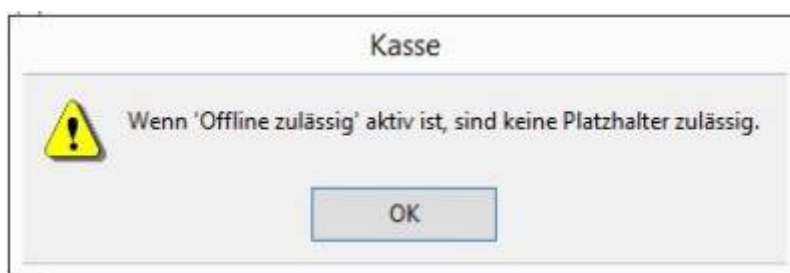 Kasse
Wenn 'Offline zulässig' aktiv ist, sind keine Platzhalter zulässig.
OK